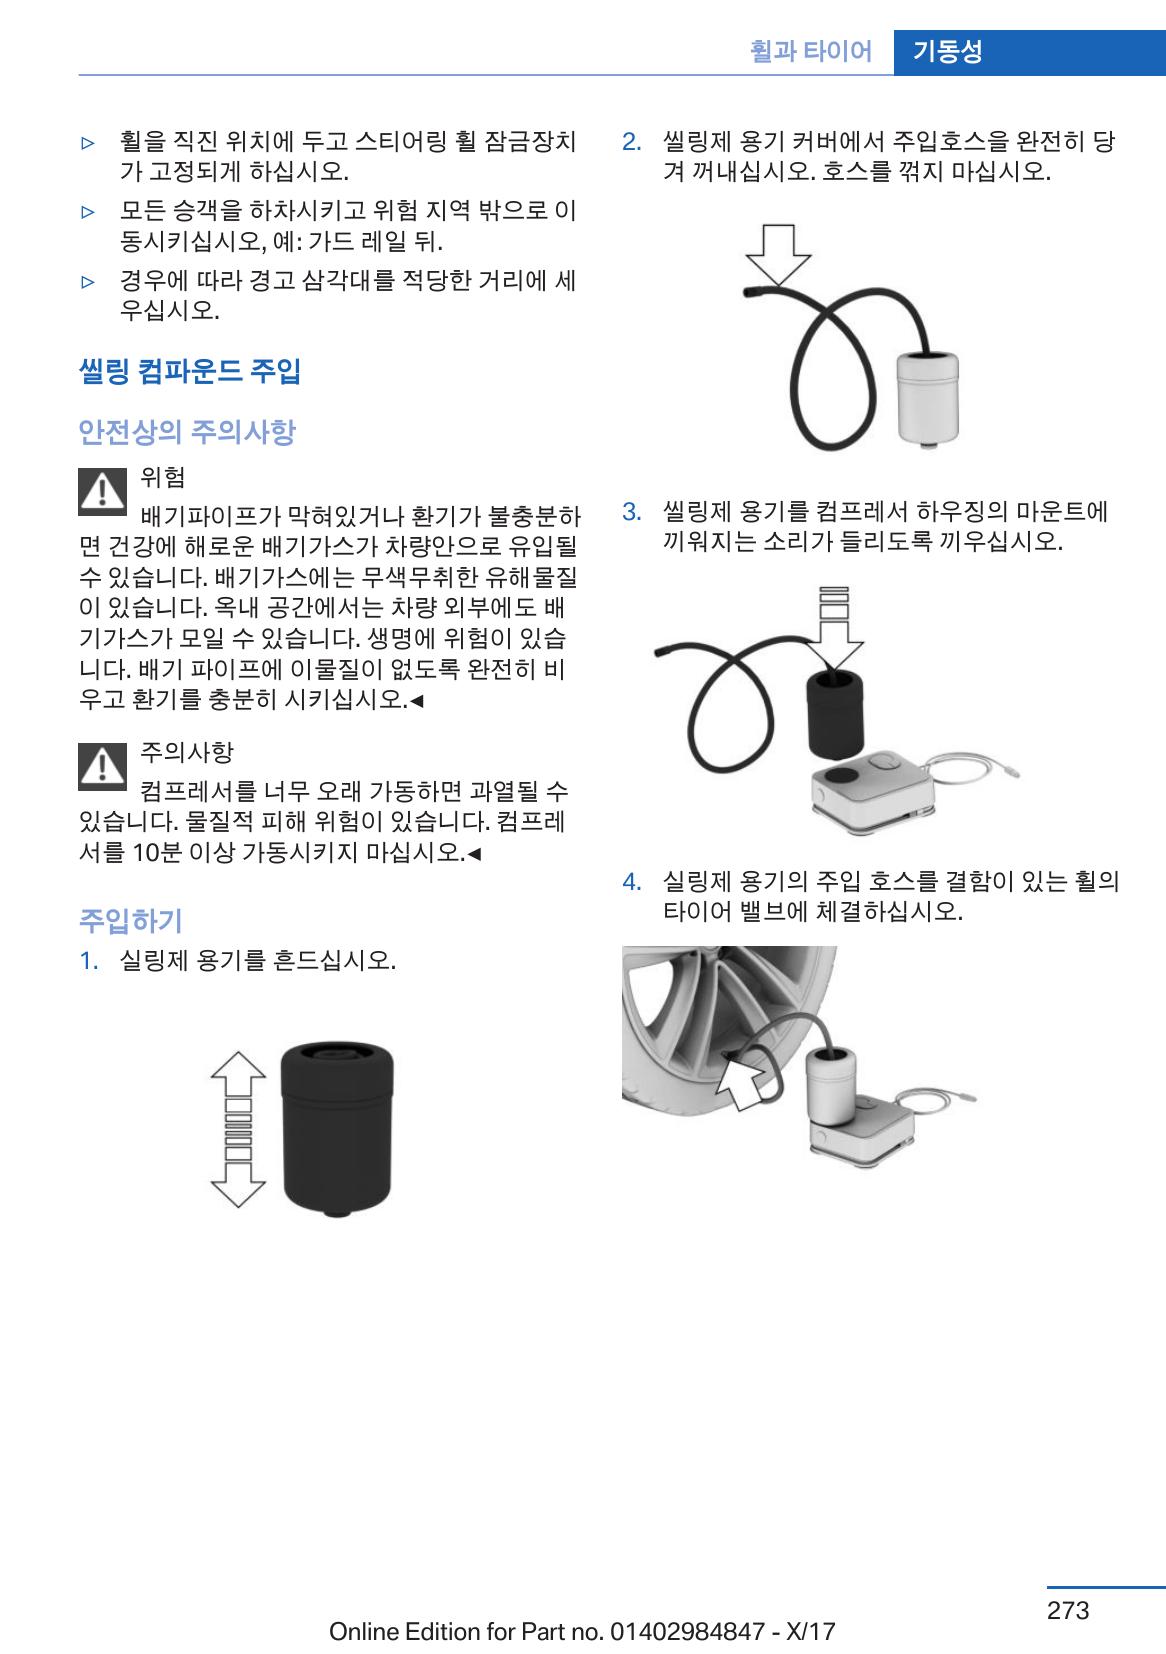 휠과 타이어 기동성
▷ 휠을 직진 위치에 두고 스티어링 휠 잠금장치
가 고정되게 하십시오.
▷ 모든 승객을 하차시키고 위험 지역 밖으로 이
동시키십시오, 예: 가드 레일 뒤.
▷ 경우에 따라 경고 삼각대를 적당한 거리에 세
우십시오.
씰링 컴파운드 주입
안전상의 주의사항
위험
배기파이프가 막혀있거나 환기가 불충분하
면 건강에 해로운 배기가스가 차량안으로 유입될
수 있습니다. 배기가스에는 무색무취한 유해물질
이 있습니다. 옥내 공간에서는 차량 외부에도 배
기가스가 모일 수 있습니다. 생명에 위험이 있습
니다. 배기 파이프에 이물질이 없도록 완전히 비
우고 환기를 충분히 시키십시오.◄
주의사항
컴프레서를 너무 오래 가동하면 과열될 수
있습니다. 물질적 피해 위험이 있습니다. 컴프레
서를 10분 이상 가동시키지 마십시오.◄
주입하기
1. 실링제 용기를 흔드십시오.
2. 씰링제 용기 커버에서 주입호스을 완전히 당
겨 꺼내십시오. 호스를 꺾지 마십시오.
3. 씰링제 용기를 컴프레서 하우징의 마운트에
끼워지는 소리가 들리도록 끼우십시오.
4. 실링제 용기의 주입 호스를 결함이 있는 휠의
타이어 밸브에 체결하십시오.
273
Online Edition for Part no. 01402984847 - X/17